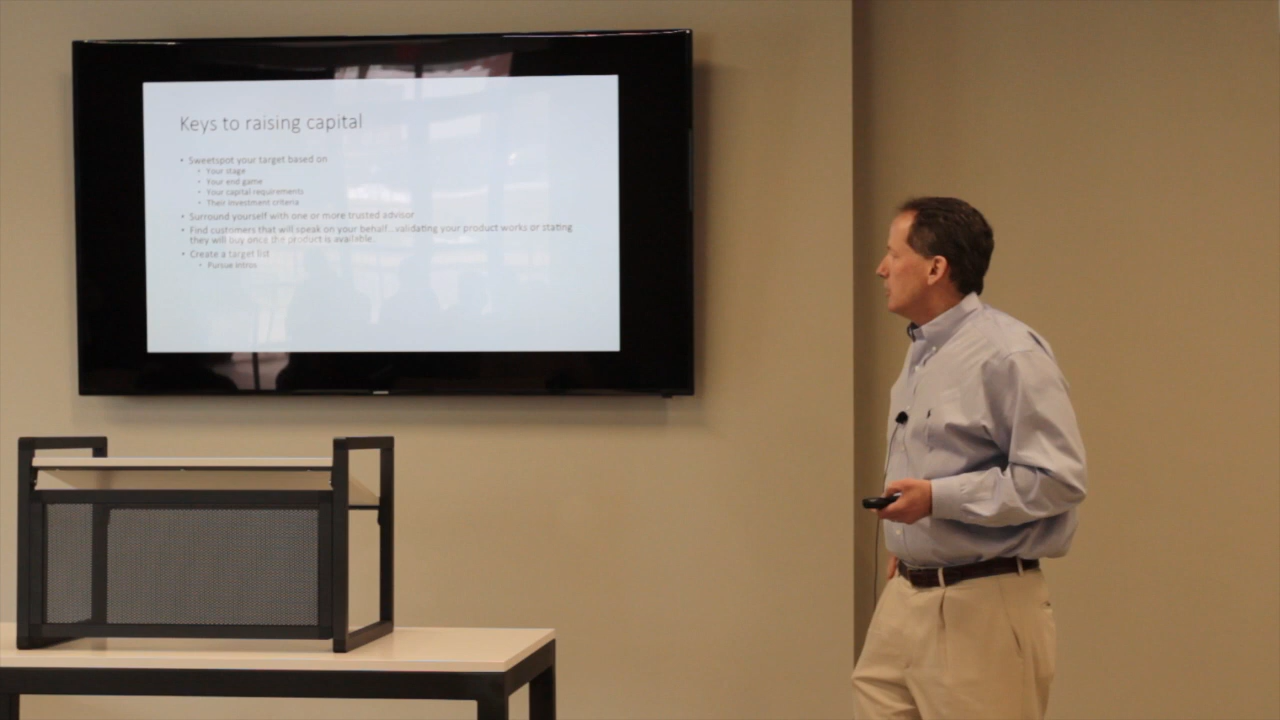 Keys to raising capital
• Sweetspot your target based on
• Your stage
• Your end game
• Your capital requirements
• Their investment criteria
• Surround yourself with one or more trusted advisor
• Find customers that will speak on your behalf...validating your product works or stating
they will buy once the product is available.
• Create a target list
• Pursue intros